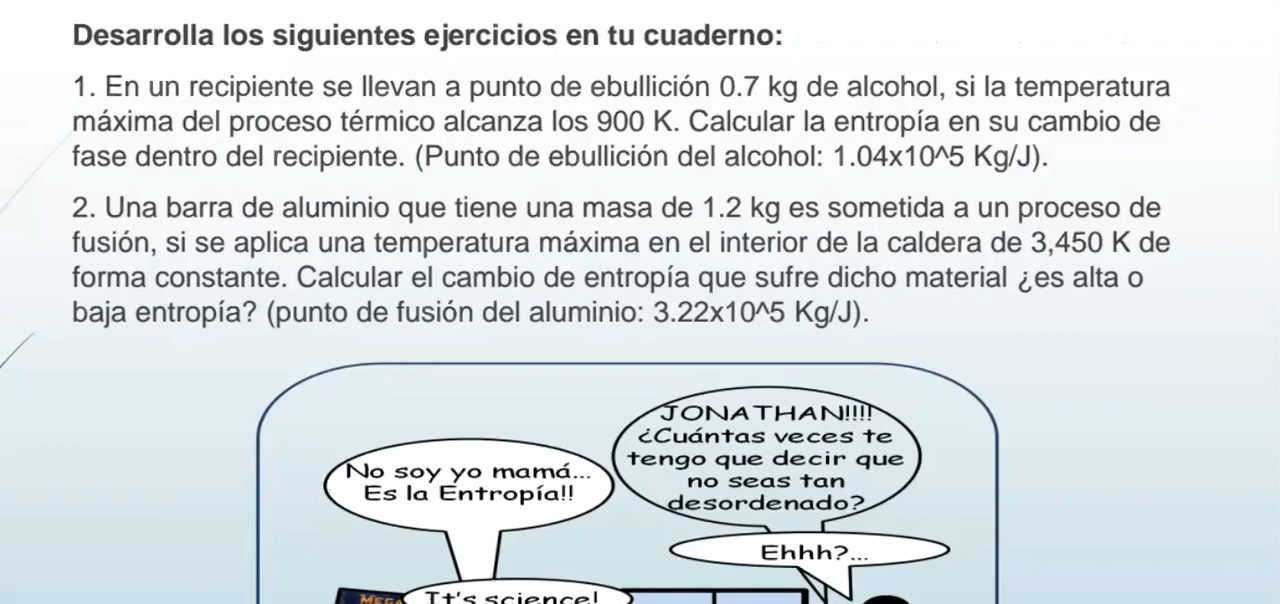 Desarrolla los siguientes ejercicios en tu cuaderno:
1. En un recipiente se llevan a punto de ebullición 0.7 kg de alcohol, si la temperatura
máxima del proceso térmico alcanza los 900 K. Calcular la entropía en su cambio de
fase dentro del recipiente. (Punto de ebullición del alcohol: 1.04x10^5 Kg/J).
2. Una barra de aluminio que tiene una masa de 1.2 kg es sometida a un proceso de
fusión, si se aplica una temperatura máxima en el interior de la caldera de 3,450 K de
forma constante. Calcular el cambio de entropía que sufre dicho material ¿es alta o
baja entropía? (punto de fusión del aluminio: 3.22x10^5 Kg/J).
JONATHAN!!!!
¿Cuántas veces te
tengo que decir que
no seas tan
desordenado?
No soy yo mamá...
Es la Entropía!!
Ehhh?...
It's science!